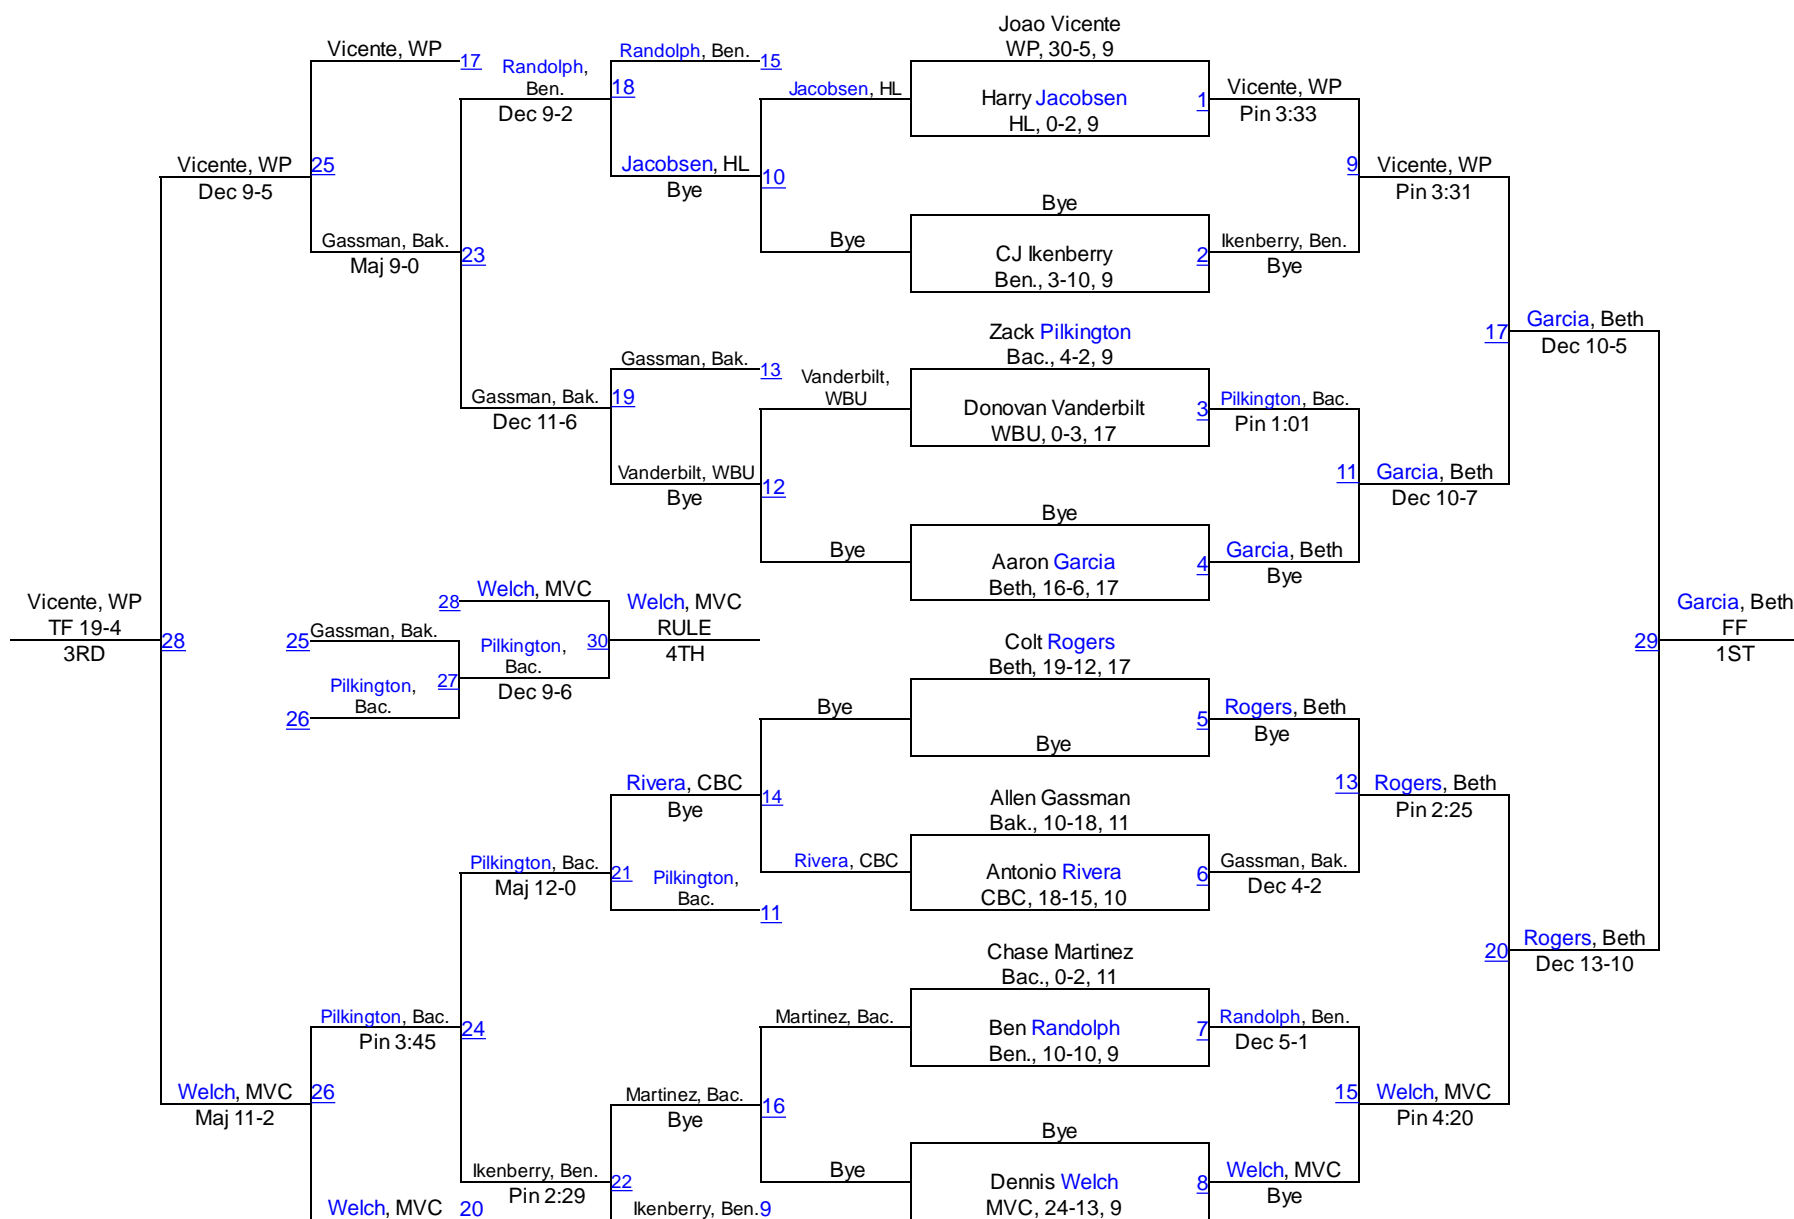 Joao Vicente
WP, 30-5, 9
Harry Jacobsen
HL, 0-2, 9
1
Bye
CJ Ikenberry
Ben., 3-10, 9
2
Zack Pilkington
Bac., 4-2, 9
Donovan Vanderbilt
WBU, 0-3, 17
3
Bye
Aaron Garcia
Beth, 16-6, 17
4
Colt Rogers
Beth, 19-12, 17
Bye
5
Allen Gassman
Bak., 10-18, 11
Antonio Rivera
CBC, 18-15, 10
6
Chase Martinez
Bac., 0-2, 11
Ben Randolph
Ben., 10-10, 9
7
Bye
Dennis Welch
MVC, 24-13, 9
8
Vicente, WP
Pin 3:33
Ikenberry, Ben.
Bye
Pilkington, Bac.
Pin 1:01
Garcia, Beth
Bye
Rogers, Beth
Bye
Gassman, Bak.
Dec 4-2
Randolph, Ben.
Dec 5-1
Welch, MVC
Bye
9
Vicente, WP
Pin 3:31
11
Garcia, Beth
Dec 10-7
13
Rogers, Beth
Pin 2:25
15
Welch, MVC
Pin 4:20
17
Garcia, Beth
Dec 10-5
20
Rogers, Beth
Dec 13-10
29
Garcia, Beth
FF
1ST
Jacobsen, HL
Bye
Vanderbilt,
WBU
Bye
Bye
Rivera, CBC
Martinez, Bac.
Bye
Randolph, Ben.
15
Jacobsen, HL
Bye
10
Gassman, Bak.
13
Vanderbilt, WBU
Bye
12
Rivera, CBC
Bye
14
Pilkington,
Bac.
11
Martinez, Bac.
Bye
16
Ikenberry, Ben.
9
Randolph,
Ben.
Dec 9-2
18
Gassman, Bak.
Dec 11-6
19
Pilkington, Bac.
Maj 12-0
21
Ikenberry, Ben.
Pin 2:29
22
Vicente, WP
17
Gassman, Bak.
Maj 9-0
23
Pilkington, Bac.
Pin 3:45
24
Welch, MVC
20
Vicente, WP
Dec 9-5
25
Welch, MVC
Maj 11-2
26
Vicente, WP
TF 19-4
3RD
28
25
Gassman, Bak.
Pilkington,
Bac.
26
27
28
Welch, MVC
Pilkington,
Bac.
Dec 9-6
30
Welch, MVC
RULE
4TH